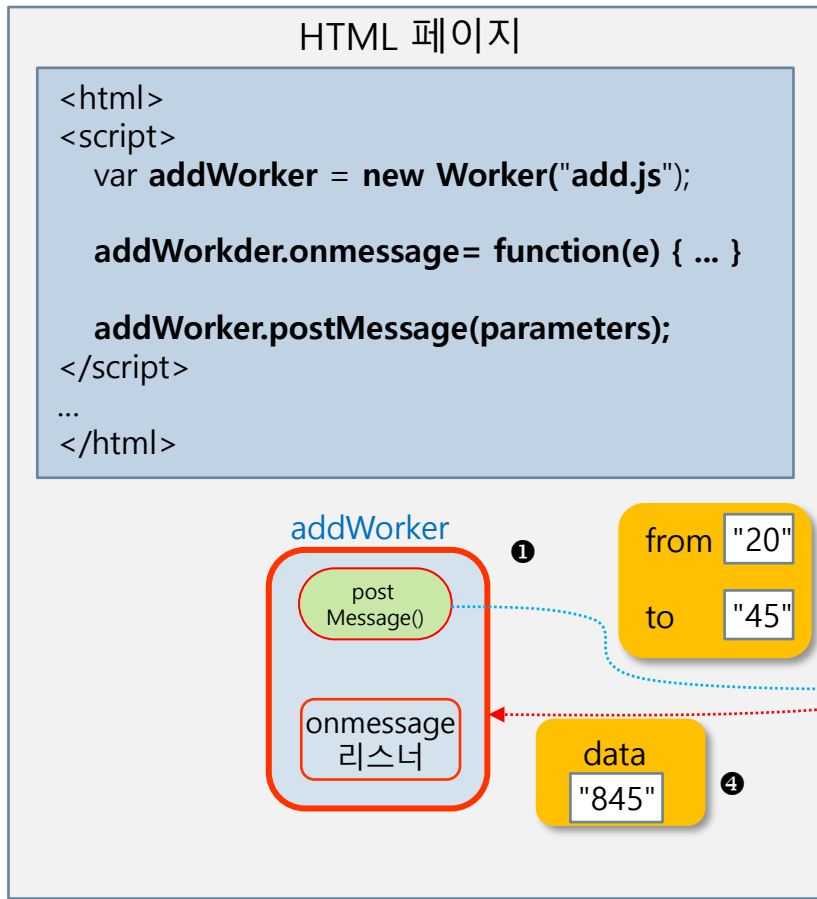 HTML 페이지
<html>
<script>
var addWorker = new Worker("add.js");
addWorkder.onmessage= function(e) { ... }
addWorker.postMessage(parameters);
</script>
...
</html>
addWorker
❶
from "20"
post
Message()
to "45"
onmessage
리스너
data
❹
"845"